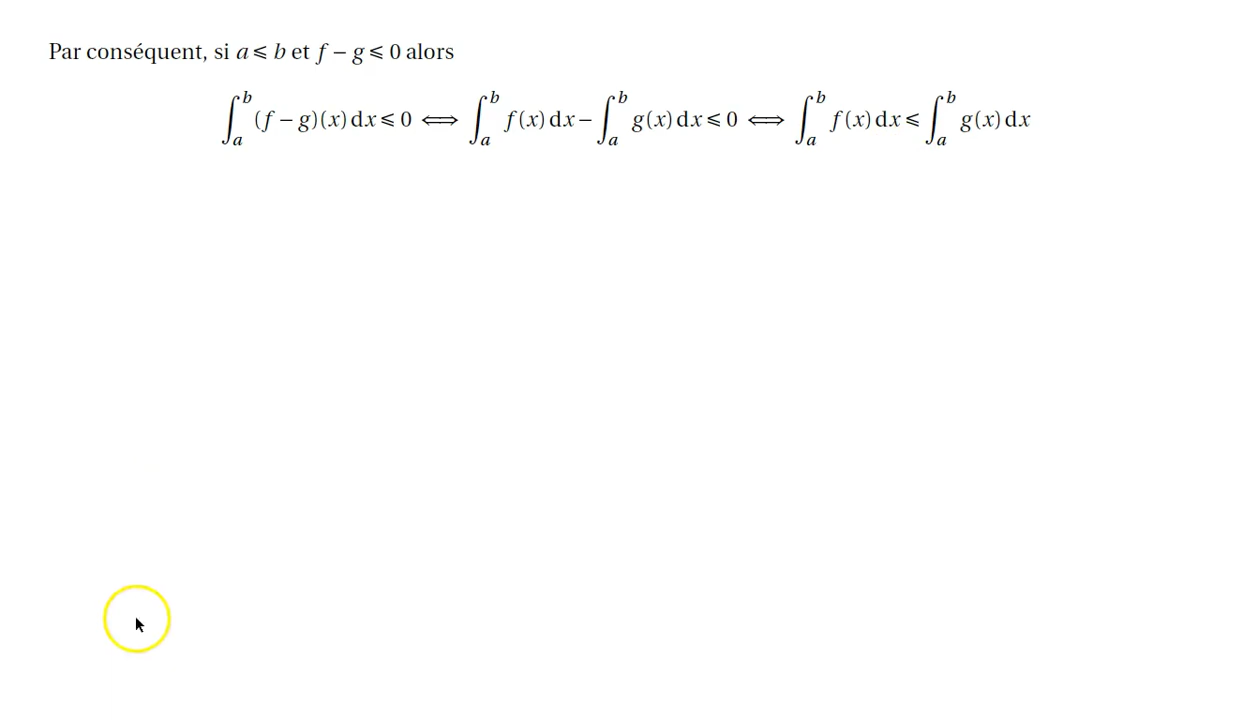 Par conséquent, si a ⩽ b et f − g ⩽ 0 alors
∫_a^b (f − g)(x) dx ⩽ 0 ⟺ ∫_a^b f(x) dx − ∫_a^b g(x) dx ⩽ 0 ⟺ ∫_a^b f(x) dx ⩽ ∫_a^b g(x) dx